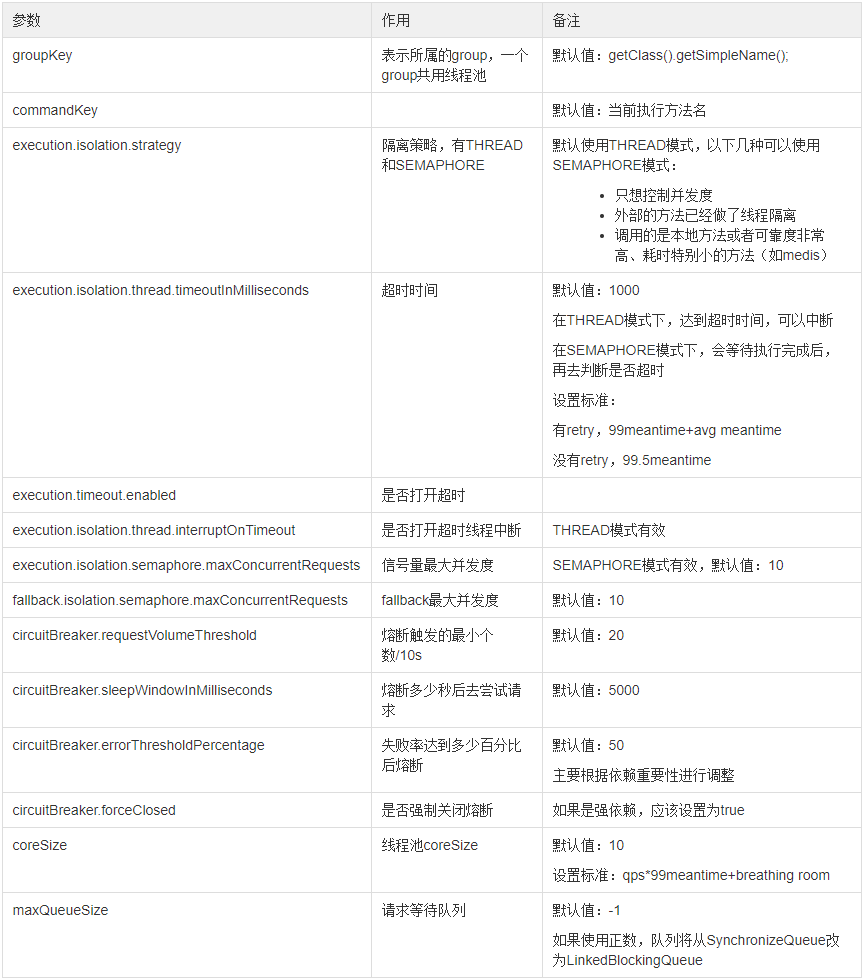 参数 作用 备注
groupKey 表示所属的group，一个 默认值：getClass().getSimpleName();
group共用线程池
commandKey 默认值：当前执行方法名
execution.isolation.strategy 隔离策略，有THREAD 默认使用THREAD模式，以下几种可以使用
和SEMAPHORE SEMAPHORE模式：
• 只想控制并发度
• 外部的方法已经做了线程隔离
• 调用的是本地方法或者可靠度非常
高、耗时特别小的方法（如medis）
execution.isolation.thread.timeoutInMilliseconds 超时时间 默认值：1000
在THREAD模式下，达到超时时间，可以中断
在SEMAPHORE模式下，会等待执行完成后，
再去判断是否超时
设置标准：
有retry，99meantime+avg meantime
没有retry，99.5meantime
execution.timeout.enabled 是否打开超时
execution.isolation.thread.interruptOnTimeout 是否打开超时线程中断 THREAD模式有效
execution.isolation.semaphore.maxConcurrentRequests 信号量最大并发度 SEMAPHORE模式有效，默认值：10
fallback.isolation.semaphore.maxConcurrentRequests fallback最大并发度 默认值：10
circuitBreaker.requestVolumeThreshold 熔断触发的最小个 默认值：20
数/10s
circuitBreaker.sleepWindowInMilliseconds 熔断多少秒后去尝试请 默认值：5000
求
circuitBreaker.errorThresholdPercentage 失败率达到多少百分比 默认值：50
后熔断 主要根据依赖重要性进行调整
circuitBreaker.forceClosed 是否强制关闭熔断 如果是强依赖，应该设置为true
coreSize 线程池coreSize 默认值：10
设置标准：qps*99meantime+breathing room
maxQueueSize 请求等待队列 默认值：-1
如果使用正数，队列将从SynchronizeQueue改
为LinkedBlockingQueue